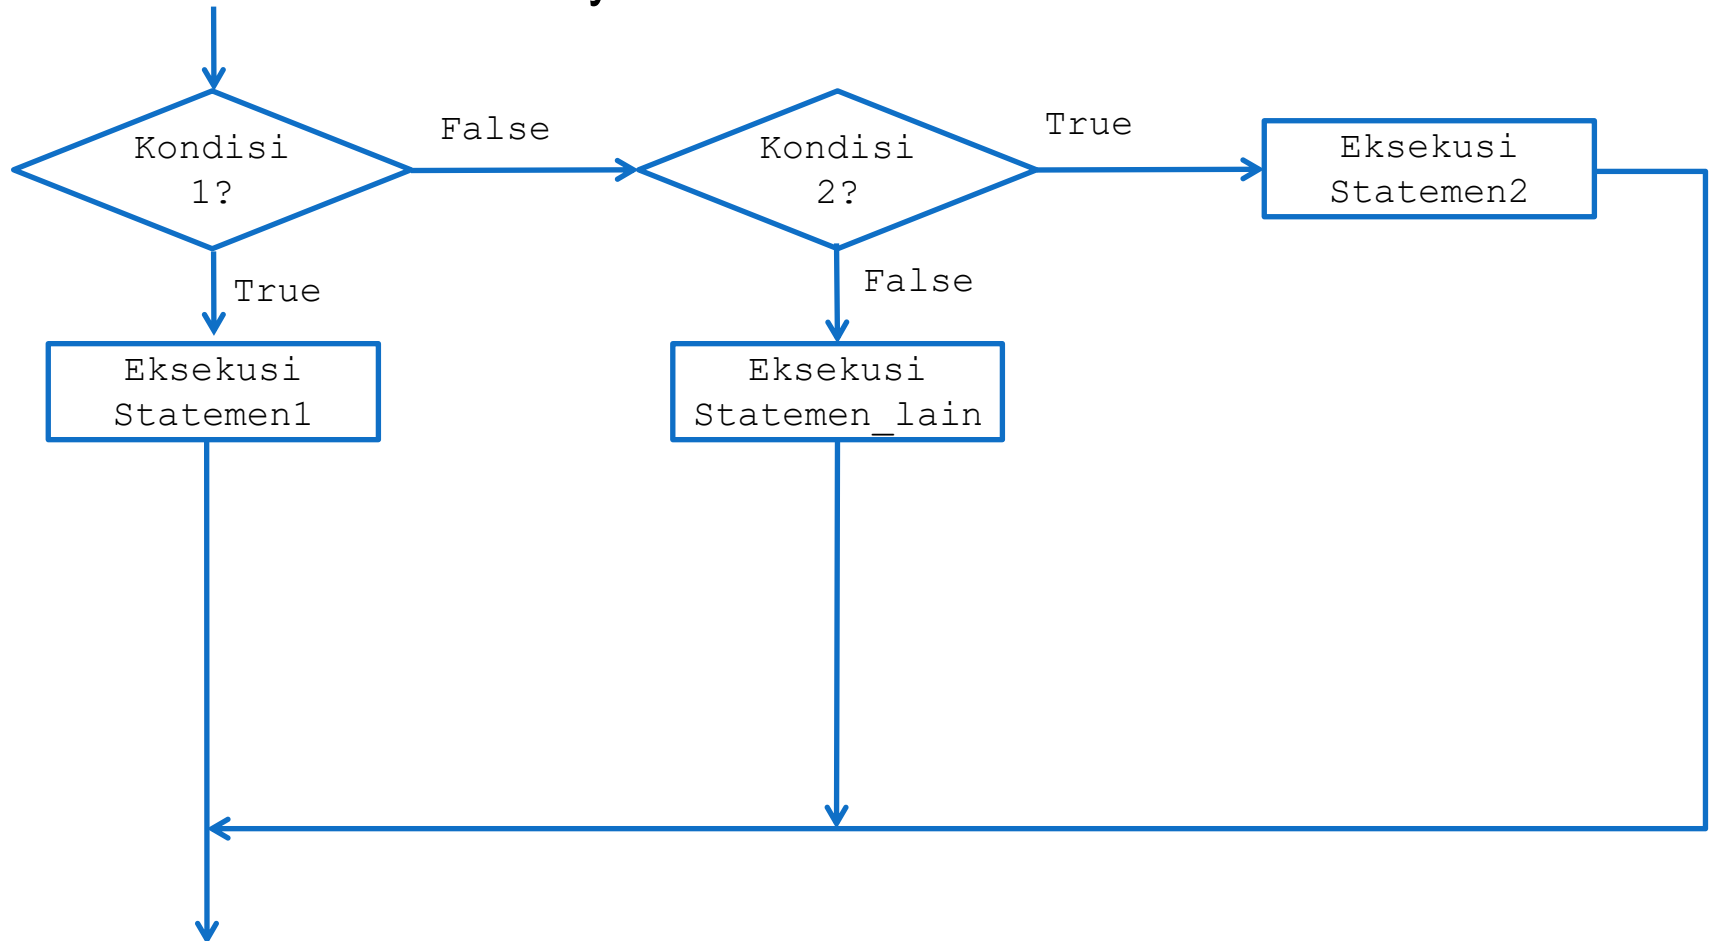 Kondisi
1?
False
Kondisi
2?
True
Eksekusi
Statemen2
True
False
Eksekusi
Statemen1
Eksekusi
Statemen_lain